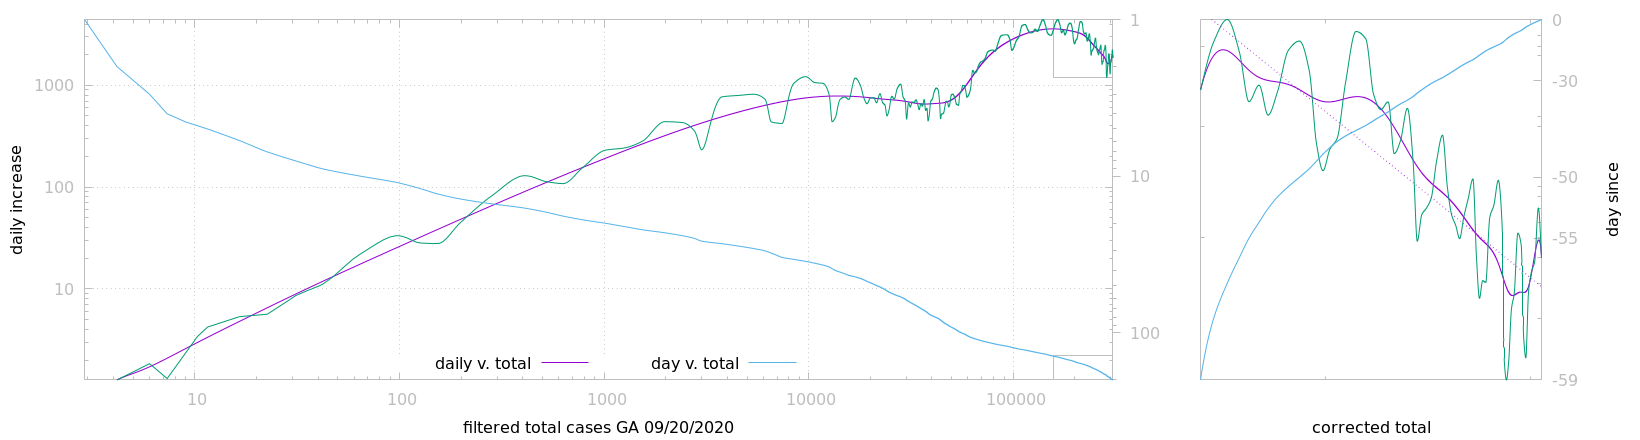 1000
100
10
daily increase
daily v. total
day v. total
10
100
1000
10000
100000
filtered total cases GA 09/20/2020
1
10
100
0
-30
-50
-55
-59
day since
corrected total